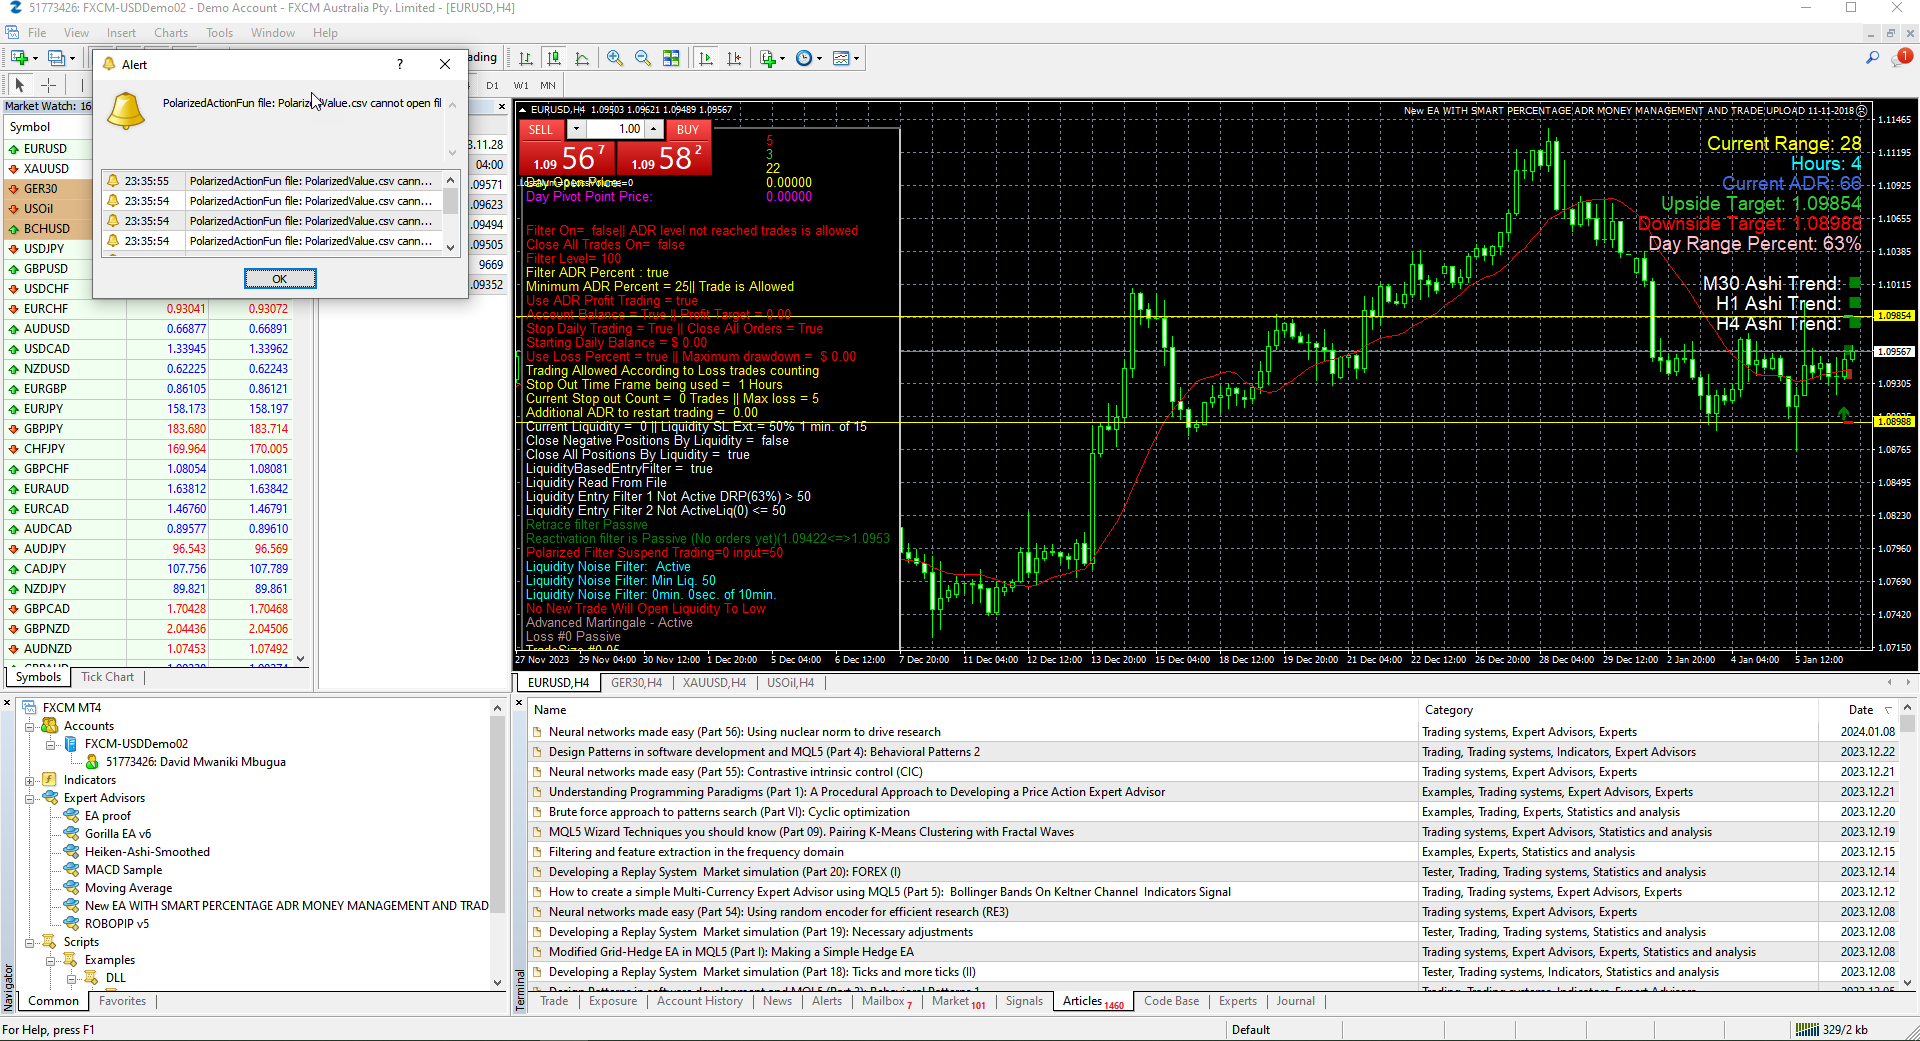 51773426: FXCM-USDDemo02 - Demo Account - FXCM Australia Pty. Limited - [EURUSD,H4]
File View Insert Charts Tools Window Help
ading
1
D1 W1 MN
Alert
?
PolarizedActionFun file: PolarizedValue.csv cannot open fil
23:35:55 PolarizedActionFun file: PolarizedValue.csv cann...
23:35:54 PolarizedActionFun file: PolarizedValue.csv cann...
23:35:54 PolarizedActionFun file: PolarizedValue.csv cann...
23:35:54 PolarizedActionFun file: PolarizedValue.csv cann...
OK
Market Watch: 16
Symbol
EURUSD
XAUUSD
GER30
USOil
BCHUSD
USDJPY
GBPUSD
USDCHF
EURCHF 0.93041 0.93072
AUDUSD 0.66877 0.66891
USDCAD 1.33945 1.33962
NZDUSD 0.62225 0.62243
EURGBP 0.86105 0.86121
EURJPY 158.173 158.197
GBPJPY 183.680 183.714
CHFJPY 169.964 170.005
GBPCHF 1.08054 1.08081
EURAUD 1.63812 1.63842
EURCAD 1.46760 1.46791
AUDCAD 0.89577 0.89610
AUDJPY 96.543 96.569
CADJPY 107.756 107.789
NZDJPY 89.821 89.861
GBPCAD 1.70428 1.70468
GBPNZD 2.04436 2.04506
AUDNZD 1.07453 1.07492
Symbols Tick Chart
3.11.28
04:00
.09571
.09623
.09494
.09505
9669
.09352
EURUSD,H4 1.09503 1.09621 1.09489 1.09567
New EA WITH SMART PERCENTAGE ADR MONEY MANAGEMENT AND TRADE UPLOAD 11-11-2018
SELL 1.00 BUY
1.09 56 7 1.09 58 2
5
3
22
Day Open Price: 0.00000
Day Pivot Point Price: 0.00000
Filter On= false|| ADR level not reached trades is allowed
Close All Trades On= false
Filter Level= 100
Filter ADR Percent : true
Minimum ADR Percent = 25|| Trade is Allowed
Use ADR Profit Trading = true
Account Balance = True || Profit Target = 0.00
Stop Daily Trading = True || Close All Orders = True
Starting Daily Balance = $ 0.00
Use Loss Percent = true || Maximum drawdown = $ 0.00
Trading Allowed According to Loss trades counting
Stop Out Time Frame being used = 1 Hours
Current Stop out Count = 0 Trades || Max loss = 5
Additional ADR to restart trading = 0.00
Current Liquidity = 0 || Liquidity SL Ext.= 50% 1 min. of 15
Close Negative Positions By Liquidity = false
Close All Positions By Liquidity = true
LiquidityBasedEntryFilter = true
Liquidity Read From File
Liquidity Entry Filter 1 Not Active DRP(63%) > 50
Liquidity Entry Filter 2 Not ActiveLiq(0) <= 50
Retrace filter Passive
Reactivation filter is Passive (No orders yet)(1.09422<=>1.0953
Polarized Filter Suspend Trading=0 input=50
Liquidity Noise Filter: Active
Liquidity Noise Filter: Min Liq. 50
Liquidity Noise Filter: 0min. 0sec. of 10min.
No New Trade Will Open Liquidity To Low
Advanced Martingale - Active
Loss #0 Passive
TradeSize #0.05
Current Range: 28
Hours: 4
Current ADR: 66
Upside Target: 1.09854
Downside Target: 1.08988
Day Range Percent: 63%
M30 Ashi Trend:
H1 Ashi Trend:
H4 Ashi Trend:
1.11465
1.11195
1.10925
1.10655
1.10385
1.10115
1.09854
1.09567
1.09305
1.08988
1.08765
1.08495
1.08230
1.07960
1.07690
1.07420
1.07150
27 Nov 2023 29 Nov 04:00 30 Nov 12:00 1 Dec 20:00 5 Dec 04:00 6 Dec 12:00 7 Dec 20:00 11 Dec 04:00 12 Dec 12:00 13 Dec 20:00 15 Dec 04:00 18 Dec 12:00 19 Dec 20:00 21 Dec 04:00 22 Dec 12:00 26 Dec 20:00 28 Dec 04:00 29 Dec 12:00 2 Jan 20:00 4 Jan 04:00 5 Jan 12:00
EURUSD,H4 GER30,H4 XAUUSD,H4 USOil,H4
FXCM MT4
Accounts
FXCM-USDDemo02
51773426: David Mwaniki Mbugua
Indicators
Expert Advisors
EA proof
Gorilla EA v6
Heiken-Ashi-Smoothed
MACD Sample
Moving Average
New EA WITH SMART PERCENTAGE ADR MONEY MANAGEMENT AND TRAD
ROBOPIP v5
Scripts
Examples
DLL
Navigator
Common Favorites
Name Category Date
Neural networks made easy (Part 56): Using nuclear norm to drive research Trading systems, Expert Advisors, Experts 2024.01.08
Design Patterns in software development and MQL5 (Part 4): Behavioral Patterns 2 Trading, Trading systems, Indicators, Expert Advisors 2023.12.22
Neural networks made easy (Part 55): Contrastive intrinsic control (CIC) Trading systems, Expert Advisors, Experts 2023.12.21
Understanding Programming Paradigms (Part 1): A Procedural Approach to Developing a Price Action Expert Advisor Examples, Trading systems, Expert Advisors, Experts 2023.12.21
Brute force approach to patterns search (Part VI): Cyclic optimization Examples, Trading, Experts, Statistics and analysis 2023.12.20
MQL5 Wizard Techniques you should know (Part 09). Pairing K-Means Clustering with Fractal Waves Trading systems, Expert Advisors, Statistics and analysis 2023.12.19
Filtering and feature extraction in the frequency domain Examples, Experts, Statistics and analysis 2023.12.15
Developing a Replay System Market simulation (Part 20): FOREX (I) Tester, Trading, Trading systems, Statistics and analysis 2023.12.14
How to create a simple Multi-Currency Expert Advisor using MQL5 (Part 5): Bollinger Bands On Keltner Channel Indicators Signal Trading, Trading systems, Expert Advisors, Experts 2023.12.12
Neural networks made easy (Part 54): Using random encoder for efficient research (RE3) Trading systems, Expert Advisors, Experts 2023.12.08
Developing a Replay System Market simulation (Part 19): Necessary adjustments Tester, Trading, Trading systems, Statistics and analysis 2023.12.08
Modified Grid-Hedge EA in MQL5 (Part I): Making a Simple Hedge EA Trading systems, Expert Advisors, Experts, Statistics and analysis 2023.12.08
Developing a Replay System Market simulation (Part 18): Ticks and more ticks (II) Tester, Trading systems, Indicators, Statistics and analysis 2023.12.08
Terminal
Trade Exposure Account History News Alerts Mailbox 7 Market 101 Signals Articles 1460 Code Base Experts Journal
For Help, press F1 Default 329/2 kb